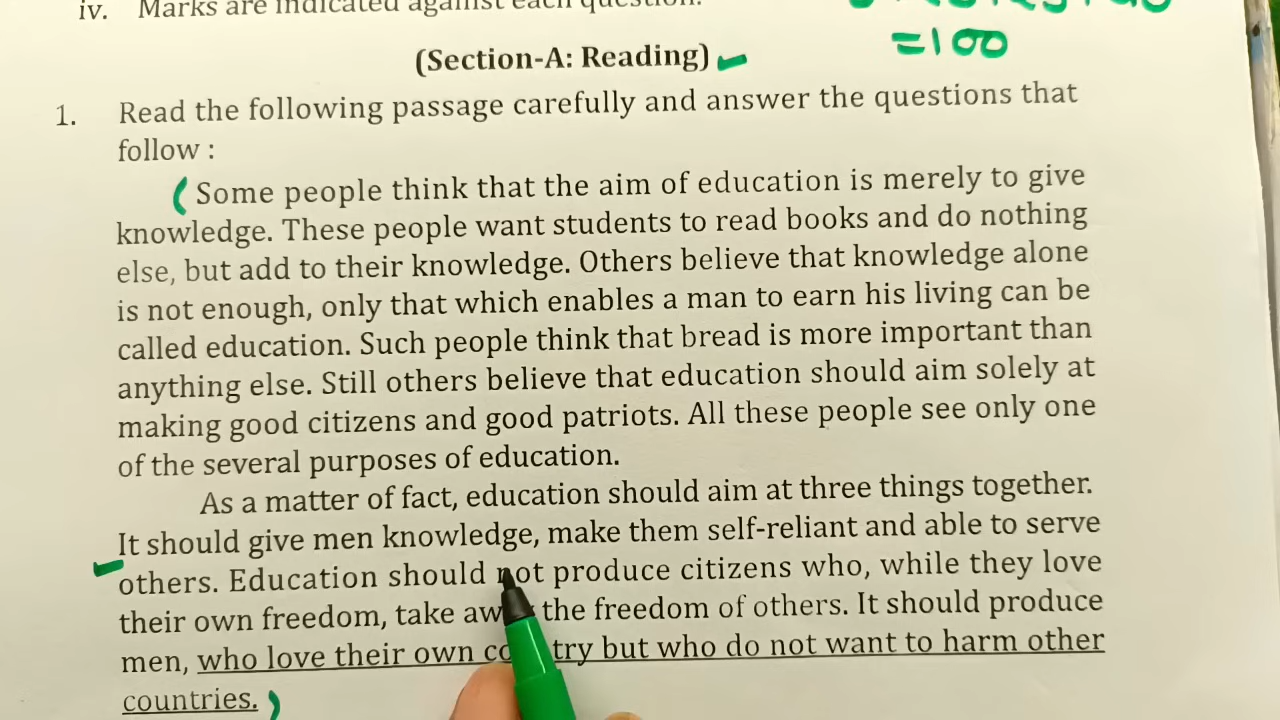 iv. Marks are indicated against each question.
=100
(Section-A: Reading)
1. Read the following passage carefully and answer the questions that
follow :
(Some people think that the aim of education is merely to give
knowledge. These people want students to read books and do nothing
else, but add to their knowledge. Others believe that knowledge alone
is not enough, only that which enables a man to earn his living can be
called education. Such people think that bread is more important than
anything else. Still others believe that education should aim solely at
making good citizens and good patriots. All these people see only one
of the several purposes of education.
As a matter of fact, education should aim at three things together.
It should give men knowledge, make them self-reliant and able to serve
others. Education should not produce citizens who, while they love
their own freedom, take away the freedom of others. It should produce
men, who love their own country but who do not want to harm other
countries.)